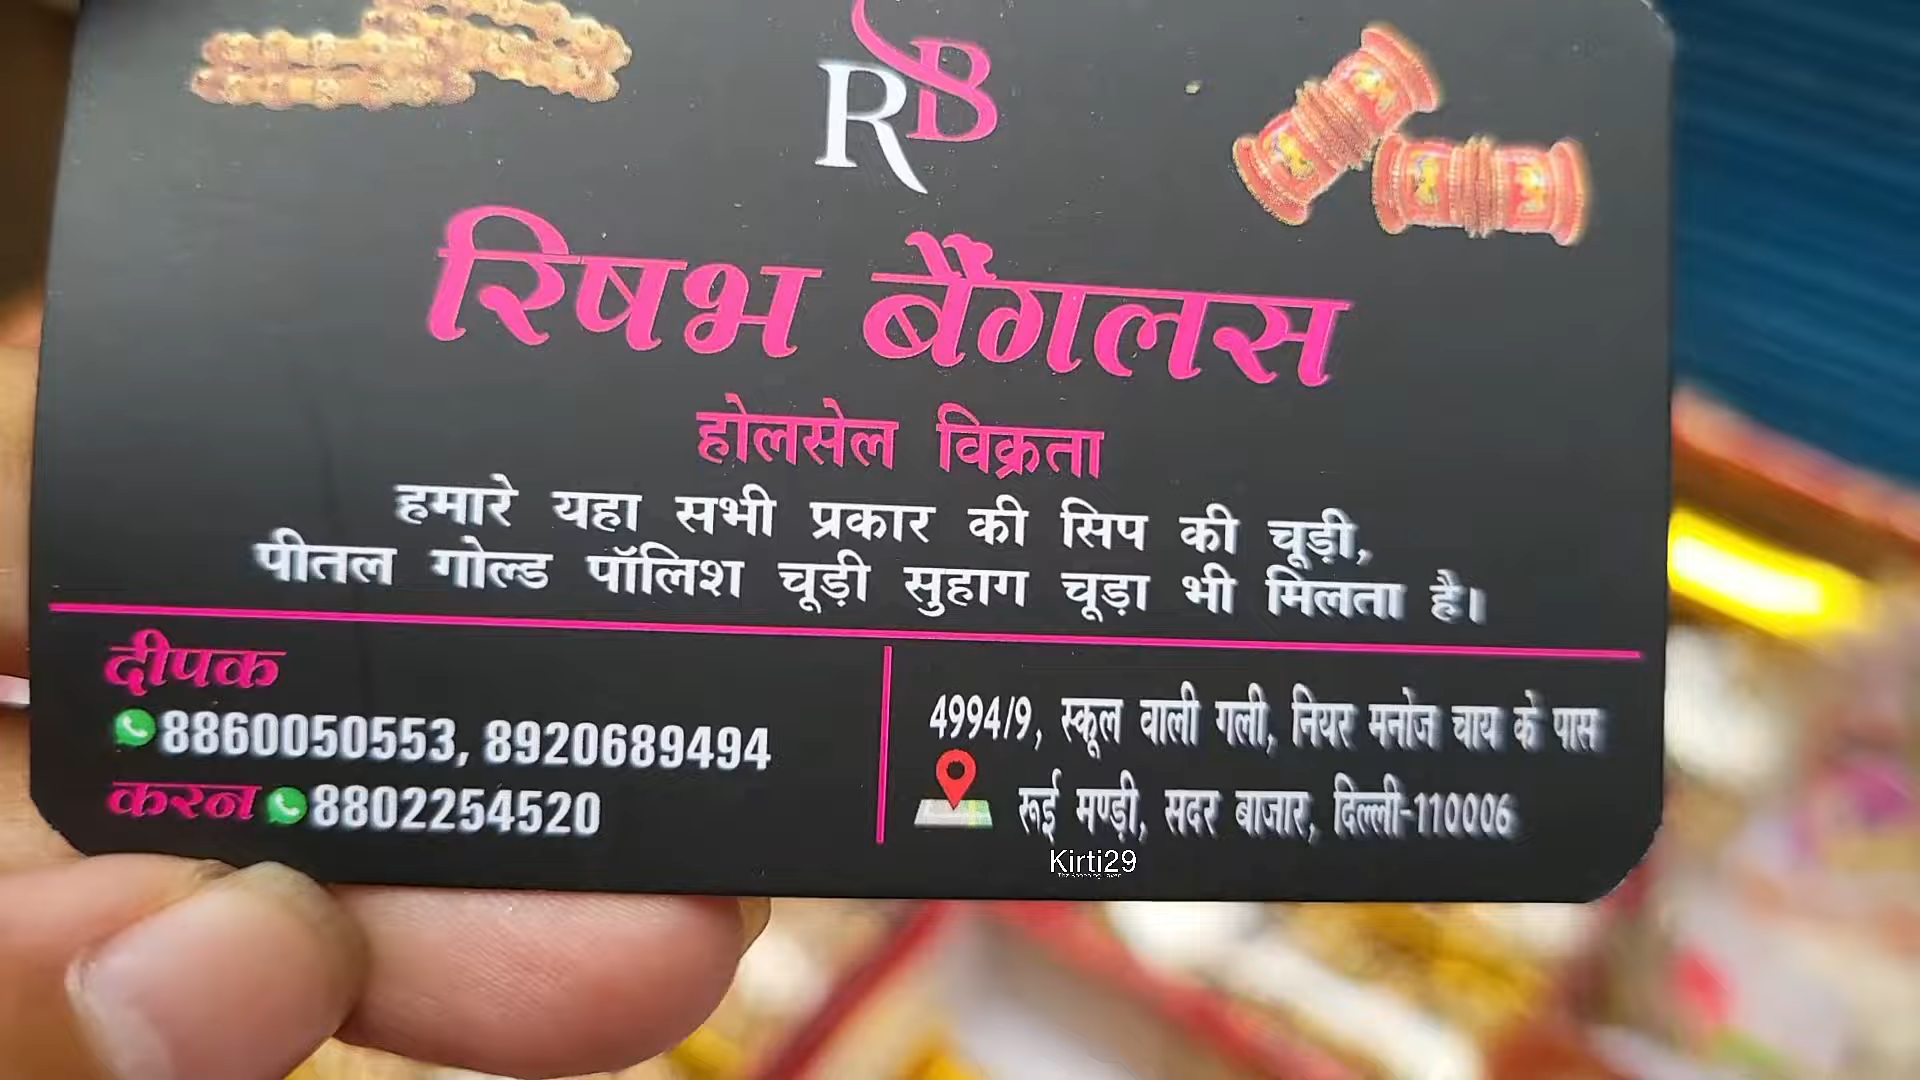 RB
रिषभ बैंगलस
होलसेल विक्रता
हमारे यहा सभी प्रकार की सिप की चूड़ी,
पीतल गोल्ड पॉलिश चूड़ी सुहाग चूड़ा भी मिलता है।
दीपक
8860050553, 8920689494
करन 8802254520
4994/9, स्कूल वाली गली, नियर मनोज चाय के पास
रूई मण्ड़ी, सदर बाजार, दिल्ली-110006
Kirti29